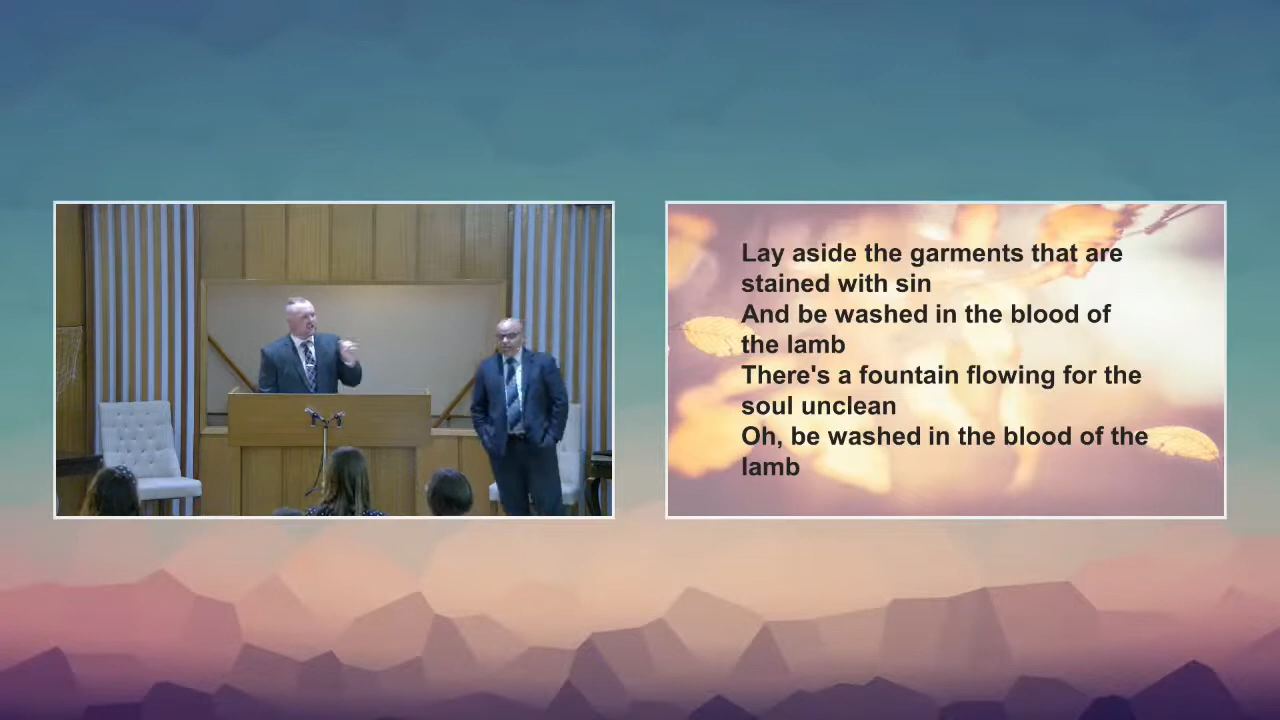 Lay aside the garments that are
stained with sin
And be washed in the blood of
the lamb
There's a fountain flowing for the
soul unclean
Oh, be washed in the blood of the
lamb